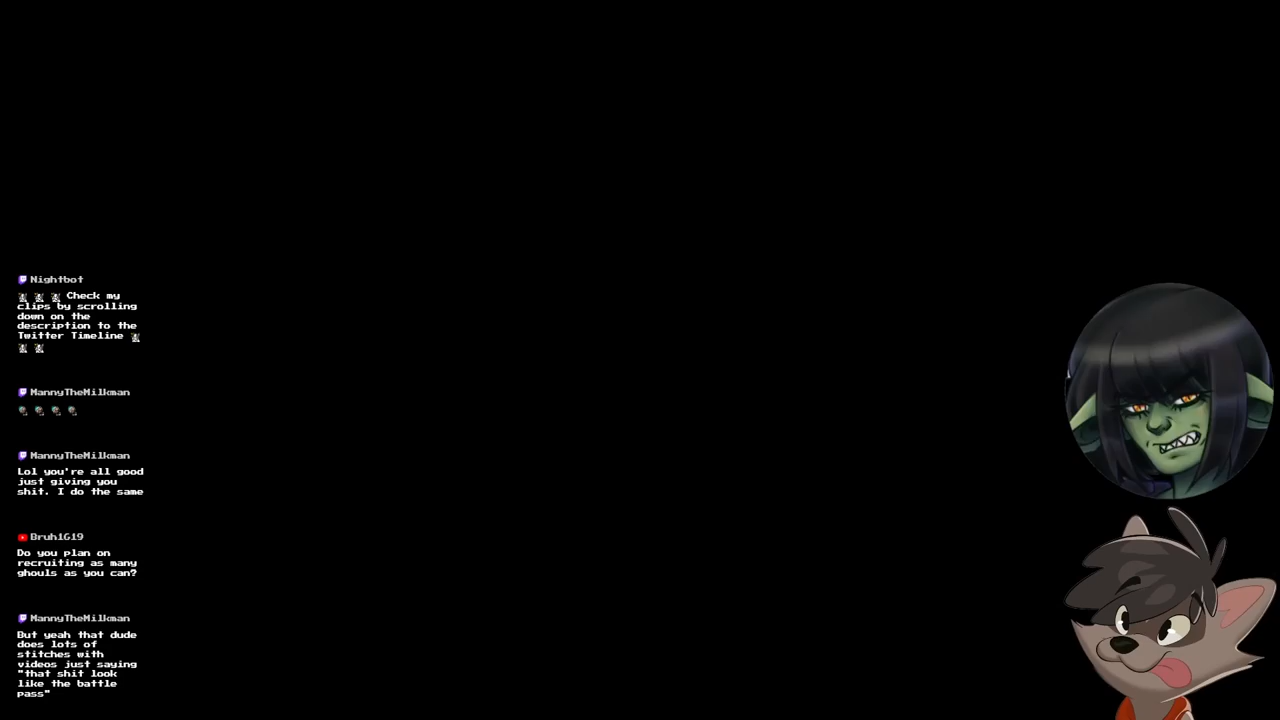 Nightbot
Check my
clips by scrolling
down on the
description to the
Twitter Timeline
MannyTheMilkman
MannyTheMilkman
Lol you're all good
just giving you
shit. I do the same
Bruh1619
Do you plan on
recruiting as many
ghouls as you can?
MannyTheMilkman
But yeah that dude
does lots of
stitches with
videos just saying
"that shit look
like the battle
pass"